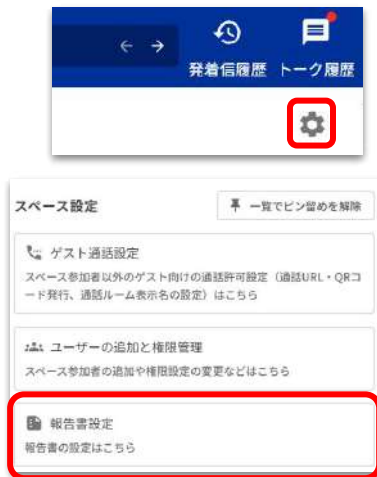 発着信履歴 トーク履歴
スペース設定
一覧でピン留めを解除
ゲスト通話設定
スペース参加者以外のゲスト向けの通話許可設定（通話URL・QRコ
ード発行、通話ルーム表示名の設定）はこちら
ユーザーの追加と権限管理
スペース参加者の追加や権限設定の変更などはこちら
報告書設定
報告書の設定はこちら